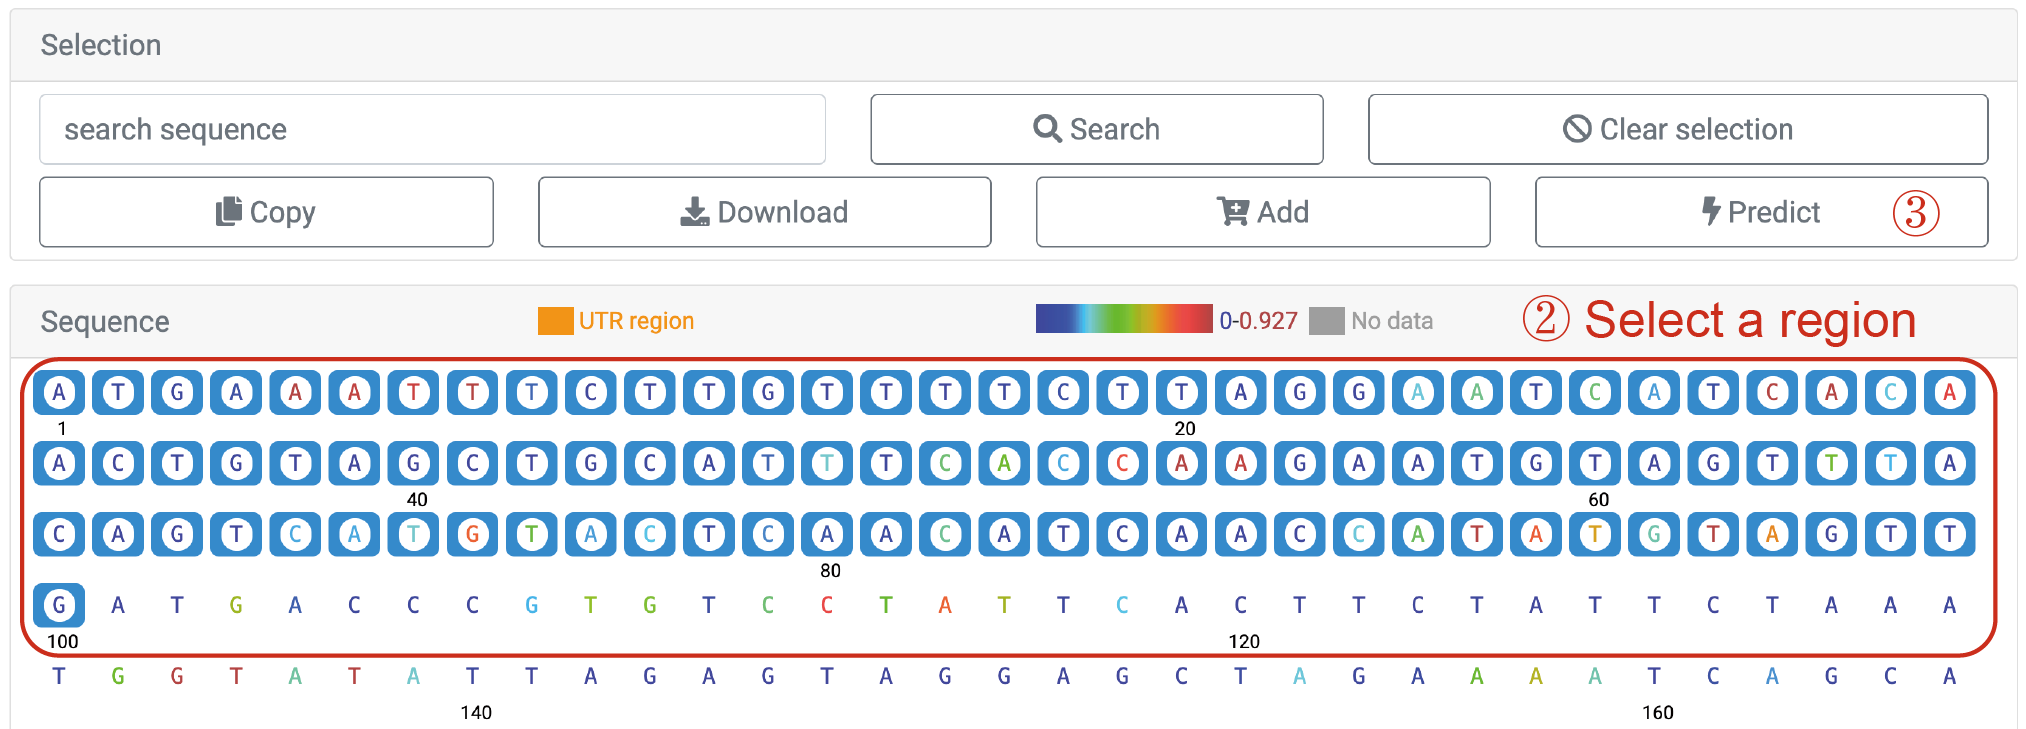 Selection
search sequence Search Clear selection
Copy Download Add Predict ③
Sequence UTR region 0-0.927 No data ② Select a region
A T G A A A T T T C T T G T T T T C T T A G G A A T C A T C A C A
1 20
A C T G T A G C T G C A T T T C A C C A A G A A T G T A G T T T A
40 60
C A G T C A T G T A C T C A A C A T C A A C C A T A T G T A G T T
80
G A T G A C C C G T G T C C T A T T C A C T T C T A T T C T A A A
100 120
T G G T A T A T T A G A G T A G G A G C T A G A A A A T C A G C A
140 160